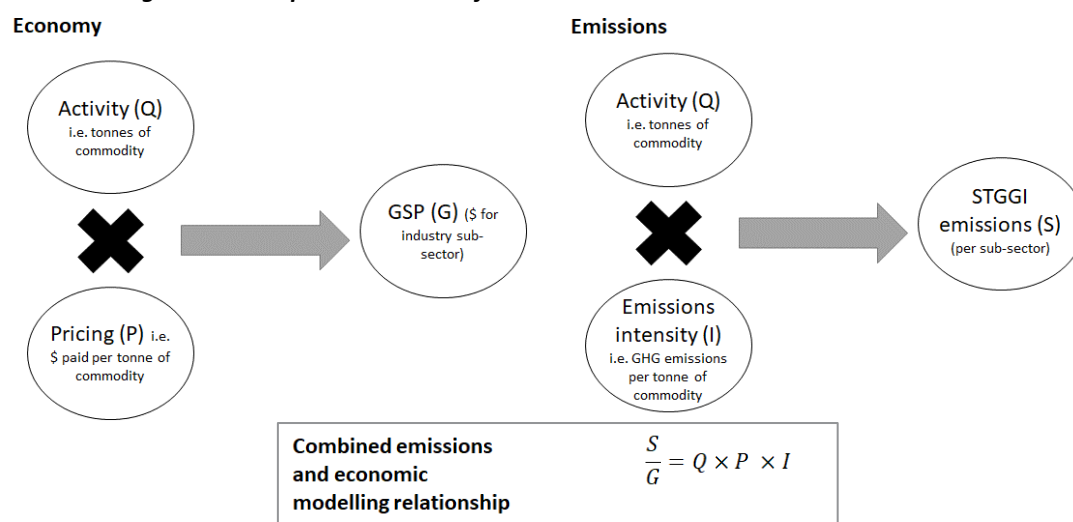 Economy
Activity (Q)
i.e. tonnes of
commodity
Pricing (P) i.e.
$ paid per tonne of
commodity
GSP (G) ($ for
industry sub-
sector)
Emissions
Activity (Q)
i.e. tonnes of
commodity
Emissions
intensity (I)
i.e. GHG emissions
per tonne of
commodity
STGGI
emissions (S)
(per sub-sector)
Combined emissions
and economic
modelling relationship
S/G = Q × P × I